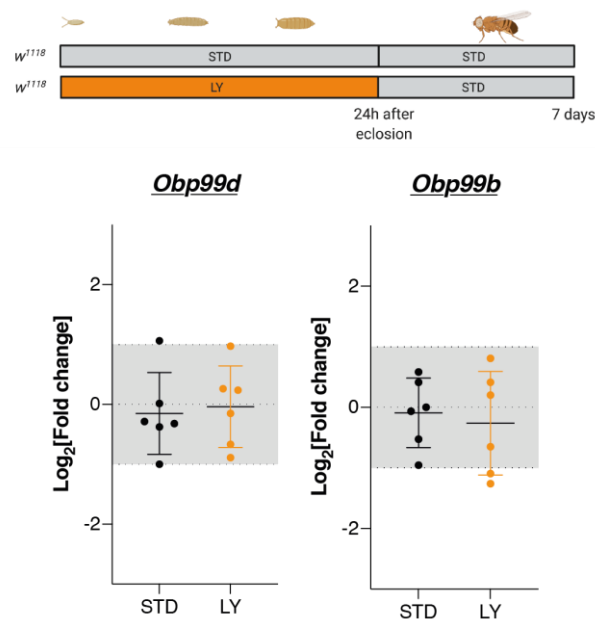 w1118 STD STD
w1118 LY STD
24h after
eclosion
7 days
Obp99d
Log2[Fold change]
2
0
-2
STD LY
Obp99b
Log2[Fold change]
2
0
-2
STD LY